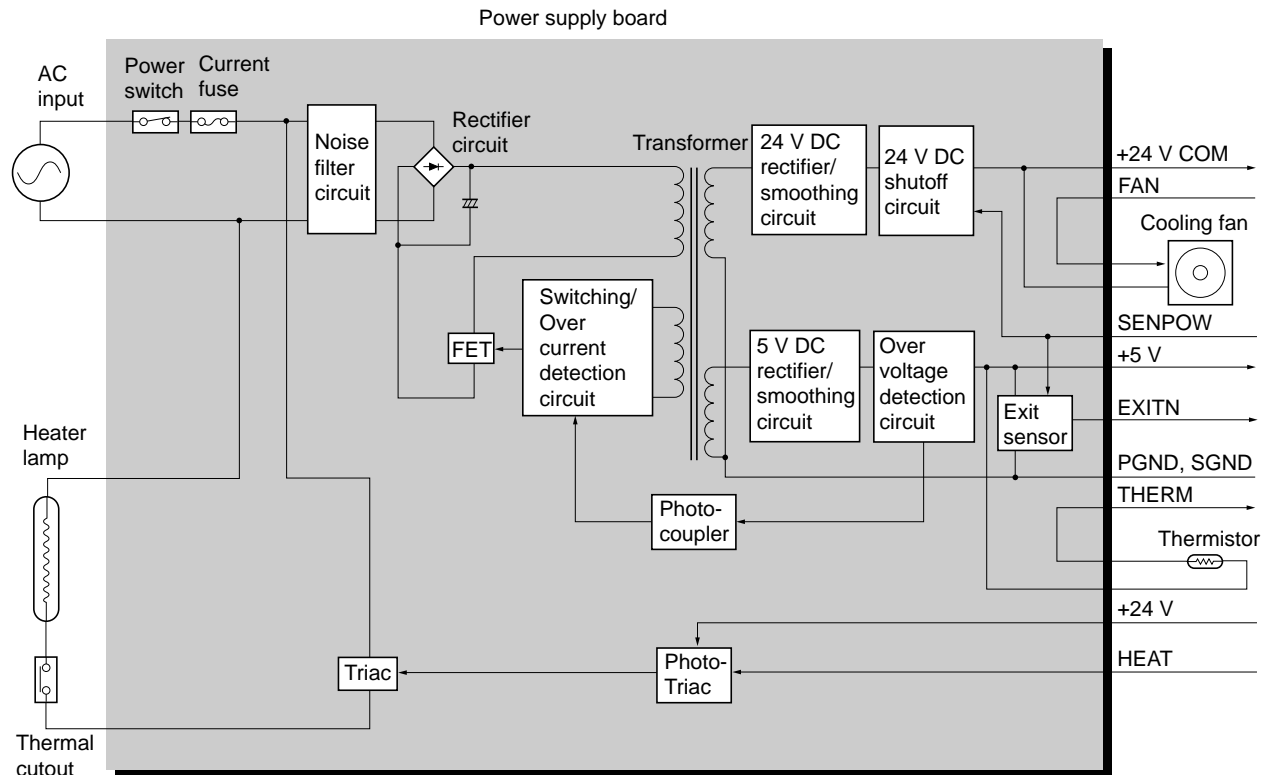 Power supply board
AC
input
Power
switch
Current
fuse
Noise
filter
circuit
Rectifier
circuit
Transformer
24 V DC
rectifier/
smoothing
circuit
24 V DC
shutoff
circuit
+24 V COM
FAN
Cooling fan
SENPOW
+5 V
EXITN
PGND, SGND
THERM
Thermistor
+24 V
HEAT
FET
Switching/
Over
current
detection
circuit
5 V DC
rectifier/
smoothing
circuit
Over
voltage
detection
circuit
Exit
sensor
Photo-
coupler
Heater
lamp
Triac
Photo-
Triac
Thermal
cutout